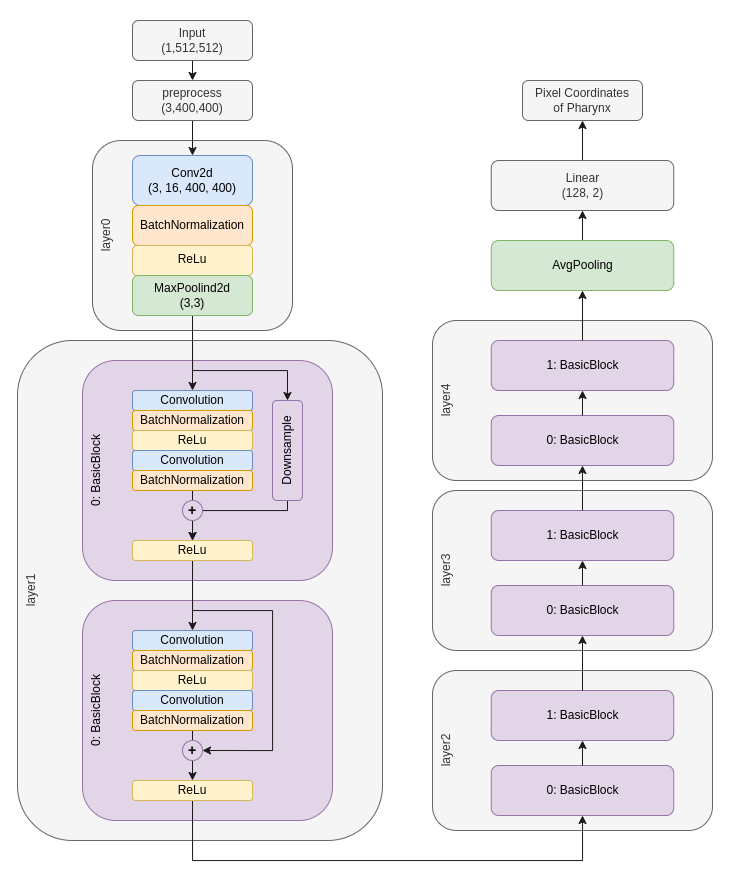 Input
(1,512,512)
preprocess
(3,400,400)
layer0
Conv2d
(3, 16, 400, 400)
BatchNormalization
ReLu
MaxPoolind2d
(3,3)
layer1
0: BasicBlock
Convolution
BatchNormalization
ReLu
Convolution
BatchNormalization
Downsample
+
ReLu
0: BasicBlock
Convolution
BatchNormalization
ReLu
Convolution
BatchNormalization
+
ReLu
Pixel Coordinates
of Pharynx
Linear
(128, 2)
AvgPooling
layer4
1: BasicBlock
0: BasicBlock
layer3
1: BasicBlock
0: BasicBlock
layer2
1: BasicBlock
0: BasicBlock